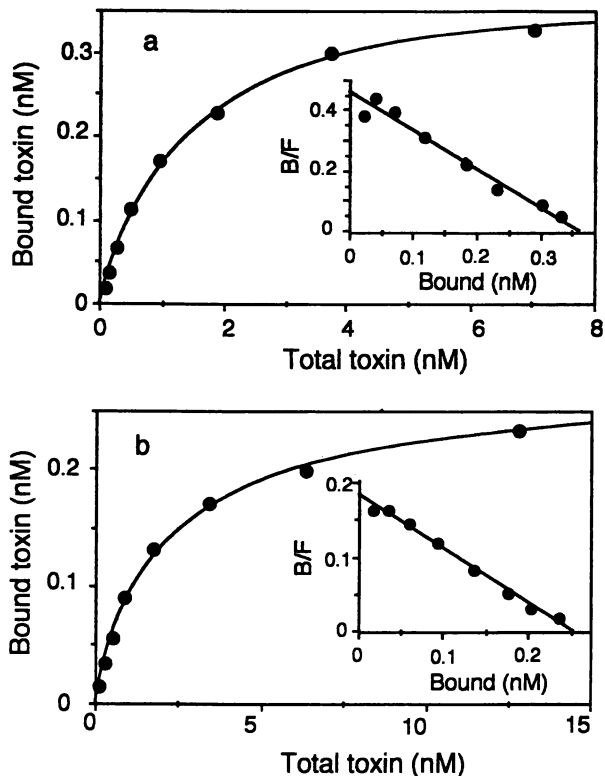 a
0.3
0.2
0.1
0
Bound toxin (nM)
0 2 4 6 8
Total toxin (nM)
B/F
0.4
0.2
0
0 0.1 0.2 0.3
Bound (nM)
b
0.2
0.1
0
Bound toxin (nM)
0 5 10 15
Total toxin (nM)
B/F
0.2
0.1
0
0 0.1 0.2
Bound (nM)